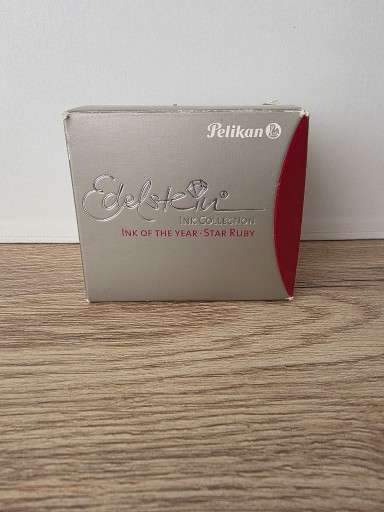 Pelikan
Edelstein®
INK COLLECTION
INK OF THE YEAR · STAR RUBY